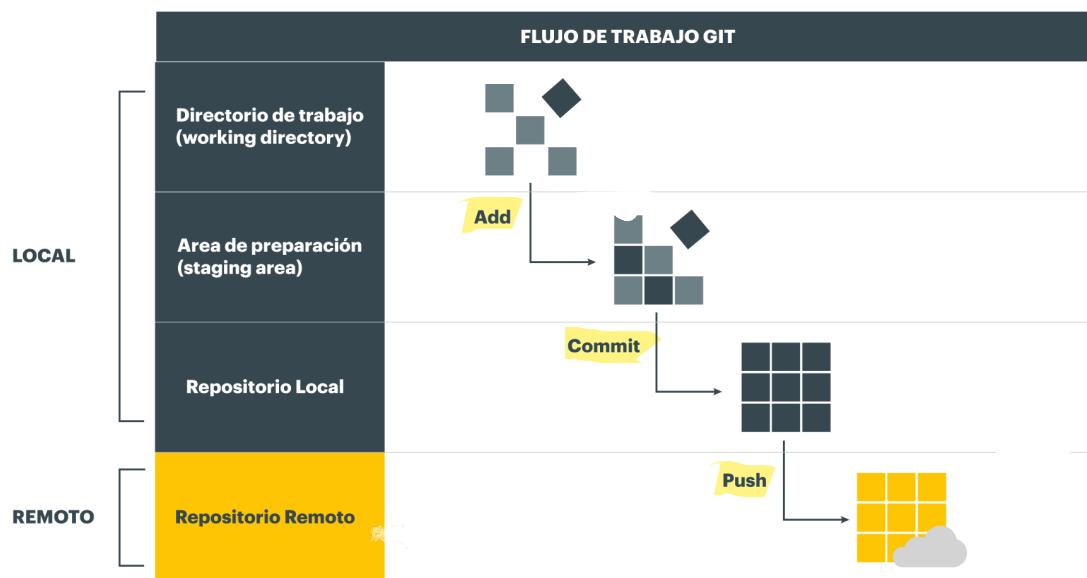 FLUJO DE TRABAJO GIT
LOCAL
Directorio de trabajo
(working directory)
Add
Area de preparación
(staging area)
Commit
Repositorio Local
Push
REMOTO
Repositorio Remoto